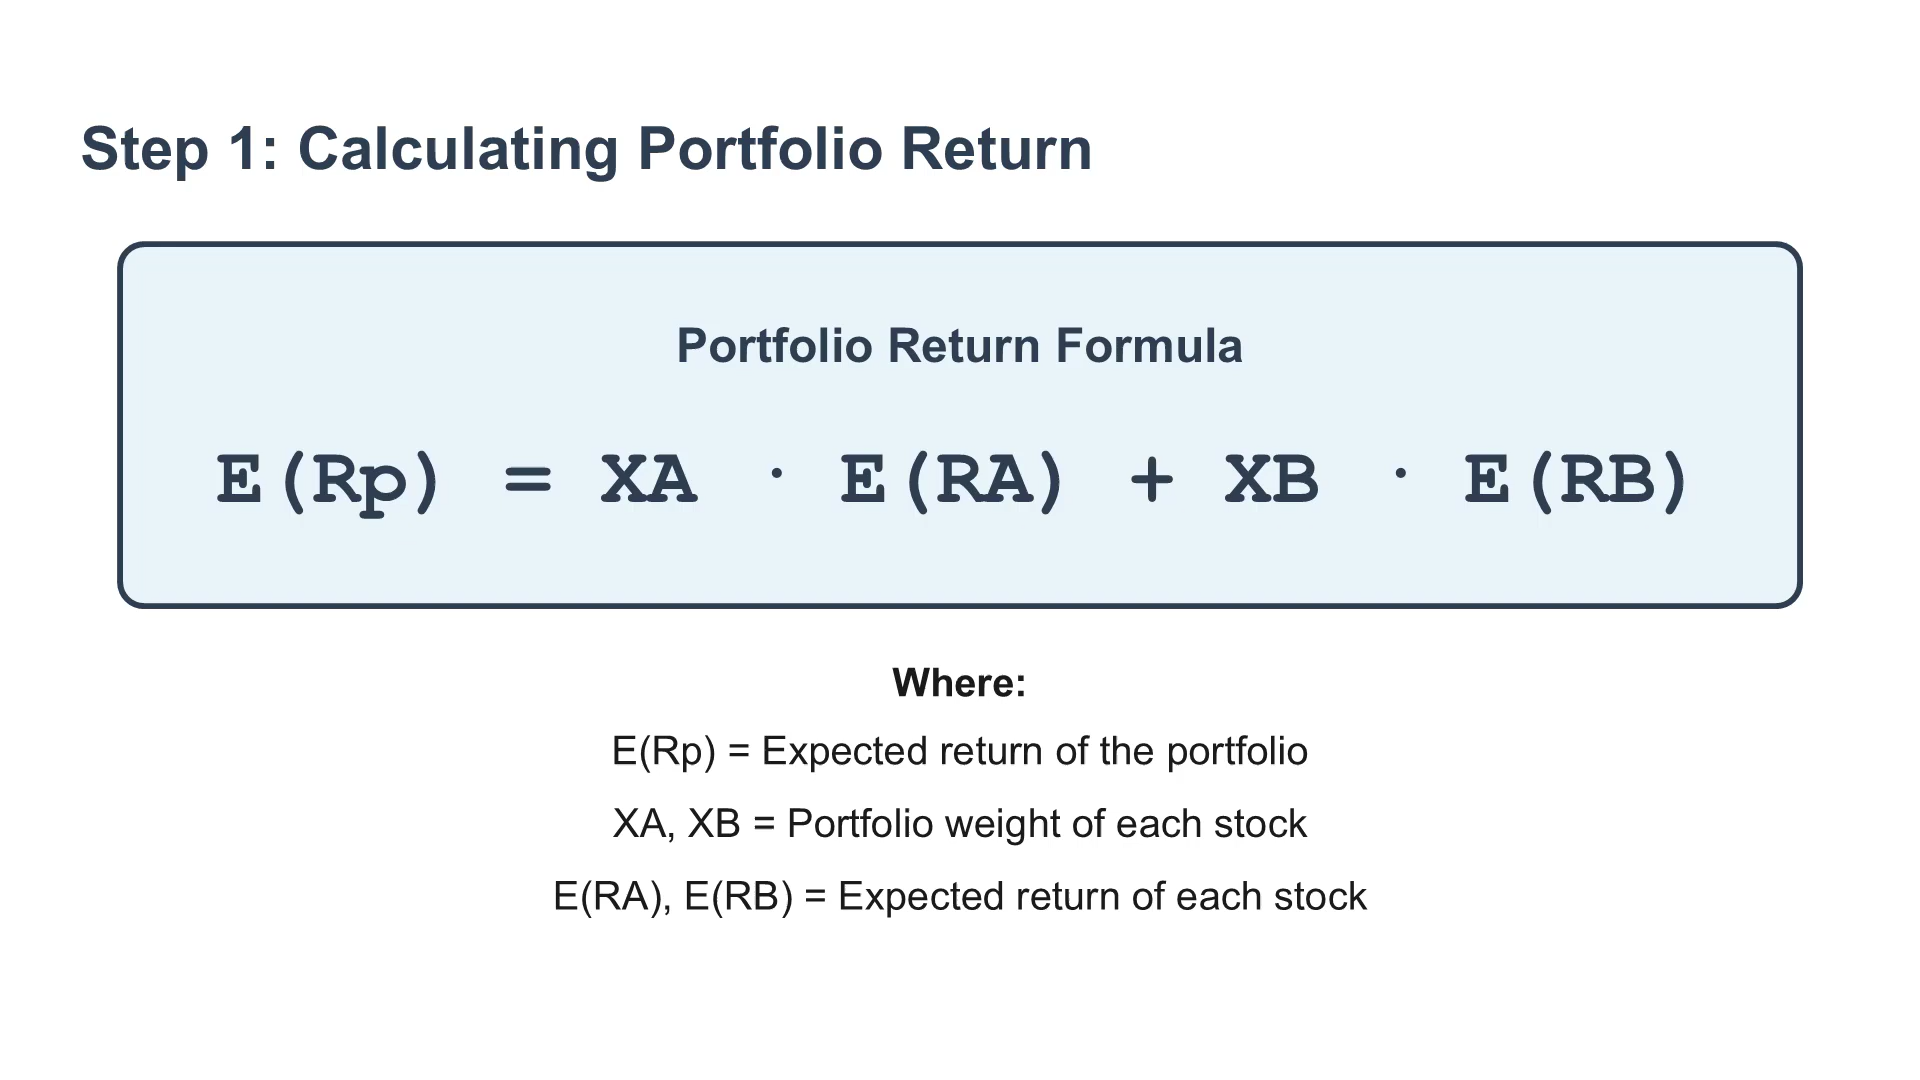 Step 1: Calculating Portfolio Return
Portfolio Return Formula
E(Rp) = XA · E(RA) + XB · E(RB)
Where:
E(Rp) = Expected return of the portfolio
XA, XB = Portfolio weight of each stock
E(RA), E(RB) = Expected return of each stock